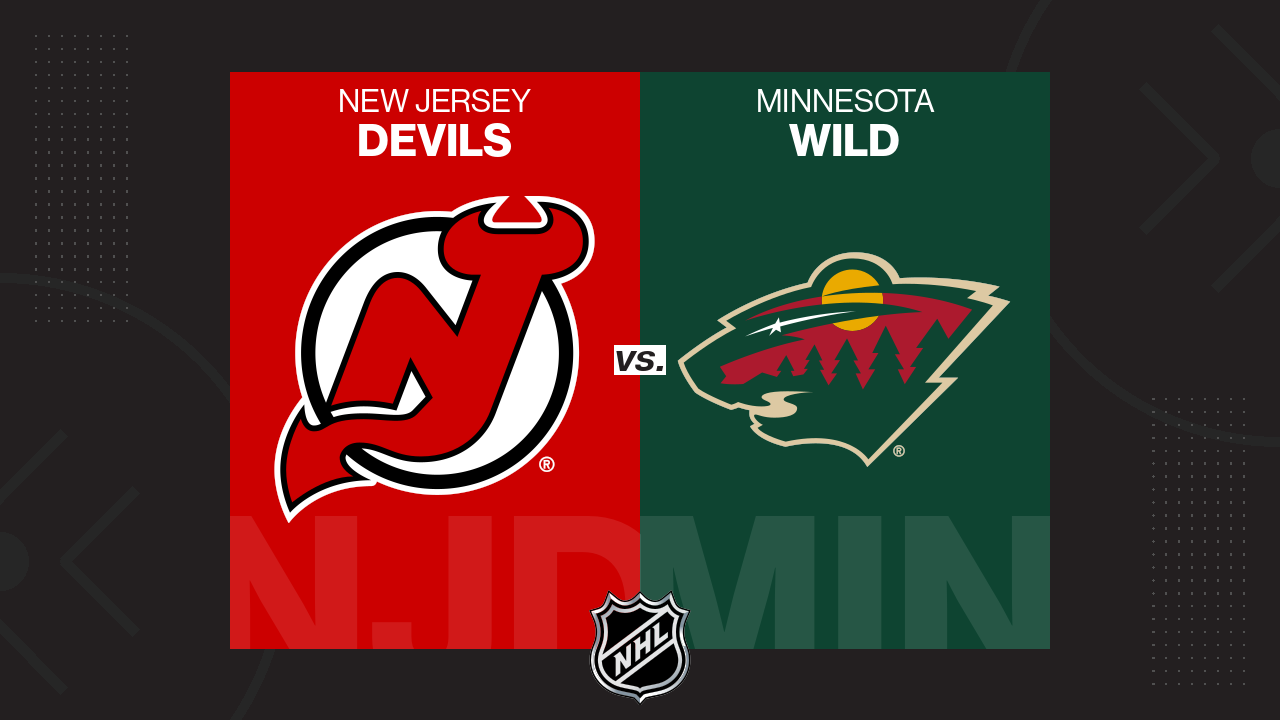 NEW JERSEY
DEVILS
MINNESOTA
WILD
vs.
®
®
NJD
MIN
NHL